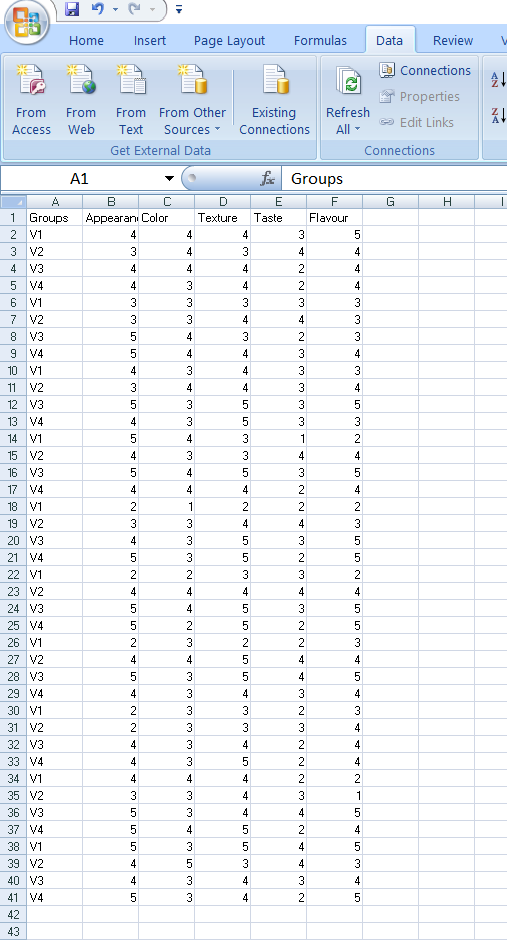 Home Insert Page Layout Formulas Data Review V
From Access From Web From Text From Other Sources Existing Connections Refresh All Connections Properties Edit Links A Z Z A
Get External Data Connections
A1 fx Groups
A B C D E F G H I
1 Groups Appearan Color Texture Taste Flavour
2 V1 4 4 4 3 5
3 V2 3 4 3 4 4
4 V3 4 4 4 2 4
5 V4 4 3 4 2 4
6 V1 3 3 3 3 3
7 V2 3 3 4 4 3
8 V3 5 4 3 2 3
9 V4 5 4 4 3 4
10 V1 4 3 4 3 3
11 V2 3 4 4 3 4
12 V3 5 3 5 3 5
13 V4 4 3 5 3 3
14 V1 5 4 3 1 2
15 V2 4 3 3 4 4
16 V3 5 4 5 3 5
17 V4 4 4 4 2 4
18 V1 2 1 2 2 2
19 V2 3 3 4 4 3
20 V3 4 3 5 3 5
21 V4 5 3 5 2 5
22 V1 2 2 3 3 2
23 V2 4 4 4 4 4
24 V3 5 4 5 3 5
25 V4 5 2 5 2 5
26 V1 2 3 2 2 3
27 V2 4 4 5 4 4
28 V3 5 3 5 4 5
29 V4 4 3 4 3 4
30 V1 2 3 3 2 3
31 V2 2 3 3 3 4
32 V3 4 3 4 2 4
33 V4 4 3 5 2 4
34 V1 4 4 4 2 2
35 V2 3 3 4 3 1
36 V3 5 3 4 4 5
37 V4 5 4 5 2 4
38 V1 5 3 5 4 5
39 V2 4 5 3 4 3
40 V3 4 3 4 3 4
41 V4 5 3 4 2 5
42
43